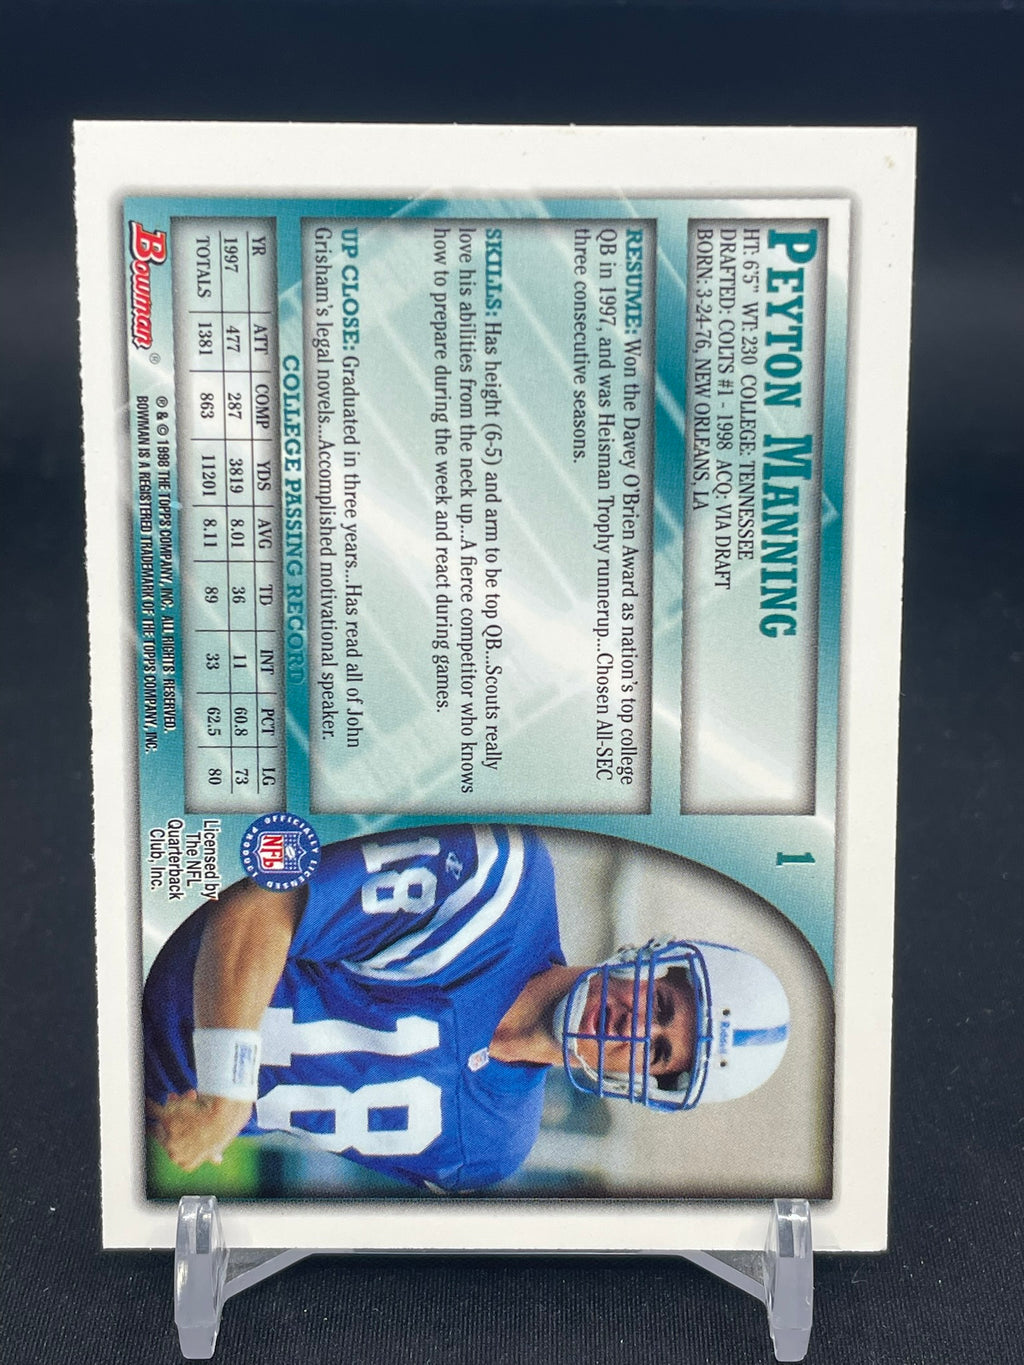 PEYTON MANNING
1
HT: 6'5" WT: 230 COLLEGE: TENNESSEE
DRAFTED: COLTS #1 - 1998 ACQ: VIA DRAFT
BORN: 3-24-76, NEW ORLEANS, LA
RESUME: Won the Davey O'Brien Award as nation's top college
QB in 1997, and was Heisman Trophy runnerup...Chosen All-SEC
three consecutive seasons.
SKILLS: Has height (6-5) and arm to be top QB...Scouts really
love his abilities from the neck up...A fierce competitor who knows
how to prepare during the week and react during games.
UP CLOSE: Graduated in three years...Has read all of John
Grisham's legal novels...Accomplished motivational speaker.
COLLEGE PASSING RECORD
YR ATT COMP YDS AVG TD INT PCT LG
1997 477 287 3819 8.01 36 11 60.8 73
TOTALS 1381 863 11201 8.11 89 33 62.5 80
Bowman®
® & © 1998 THE TOPPS COMPANY, INC. ALL RIGHTS RESERVED.
BOWMAN IS A REGISTERED TRADEMARK OF THE TOPPS COMPANY, INC.
OFFICIALLY LICENSED PRODUCT
NFL
Licensed by
The NFL
Quarterback
Club, Inc.
Riddell
18
18